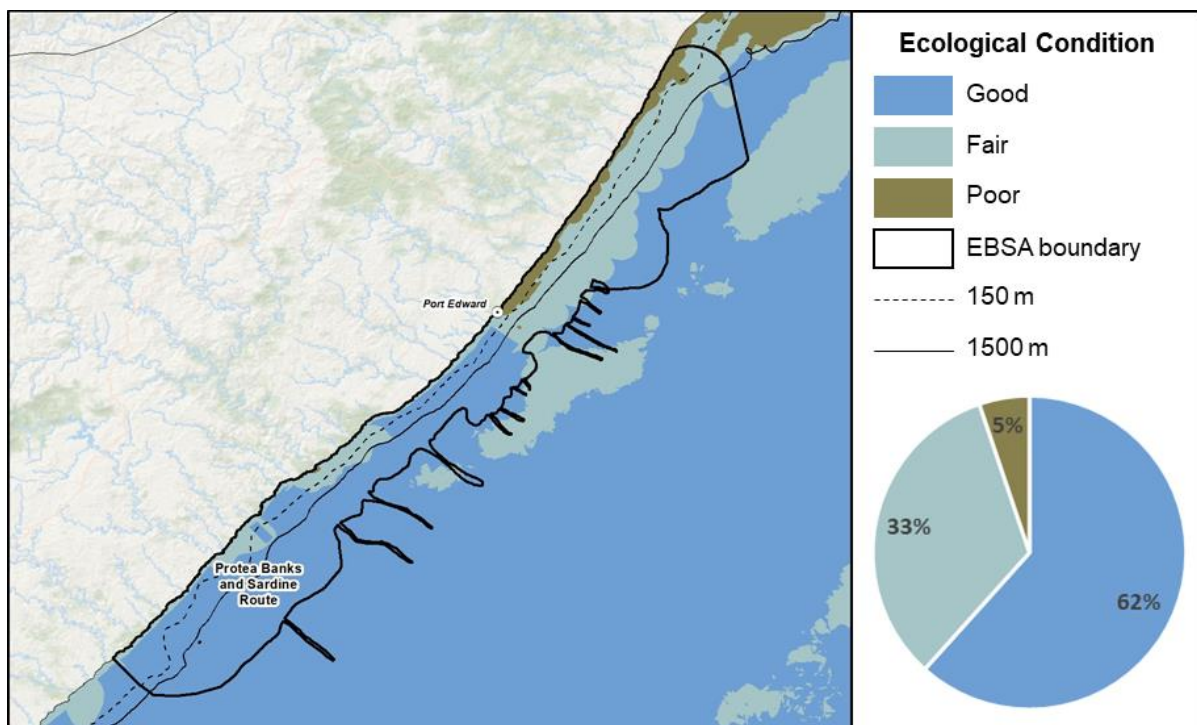 Port Edward
Protea Banks
and Sardine
Route
Ecological Condition
Good
Fair
Poor
EBSA boundary
150 m
1500 m
5%
33%
62%